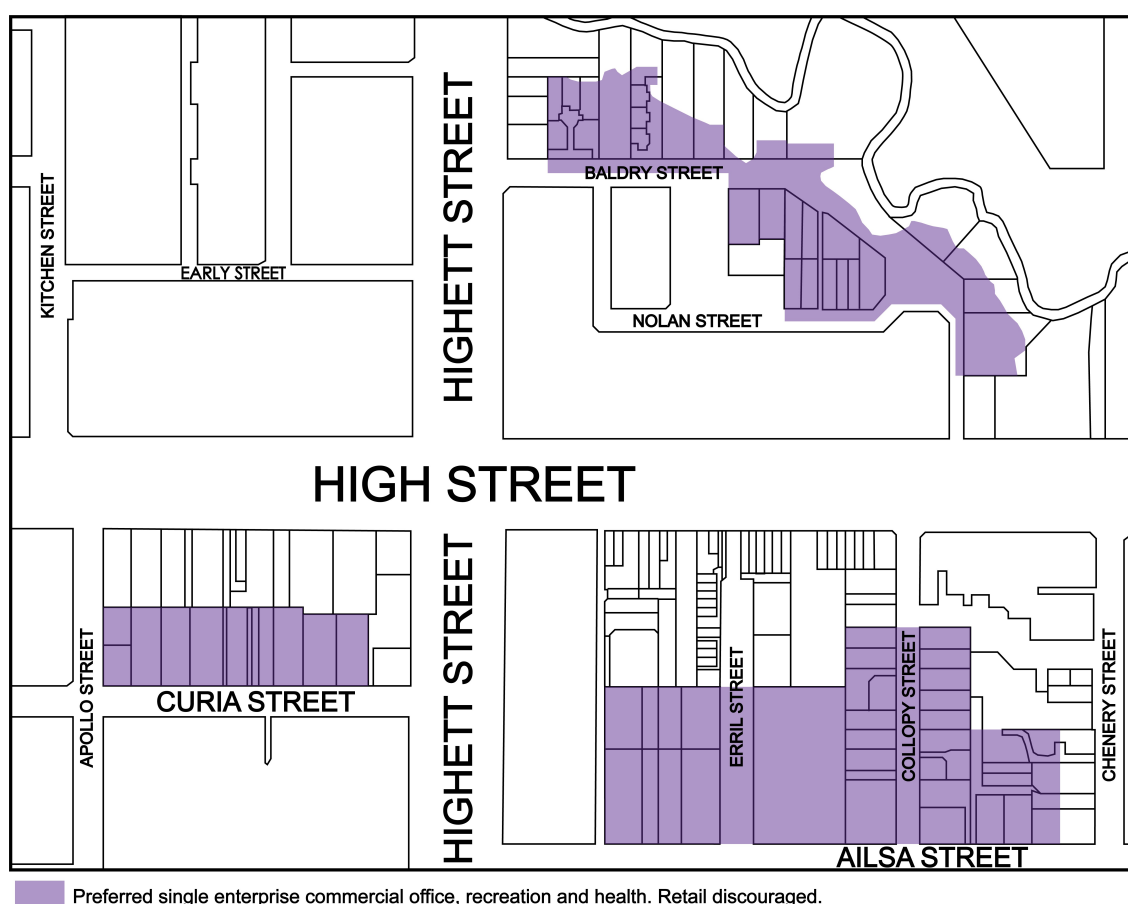 HIGHETT STREET
BALDRY STREET
KITCHEN STREET
EARLY STREET
NOLAN STREET
HIGH STREET
HIGHETT STREET
APOLLO STREET
CURIA STREET
ERRIL STREET
COLLOPY STREET
CHENERY STREET
AILSA STREET
Preferred single enterprise commercial office, recreation and health. Retail discouraged.